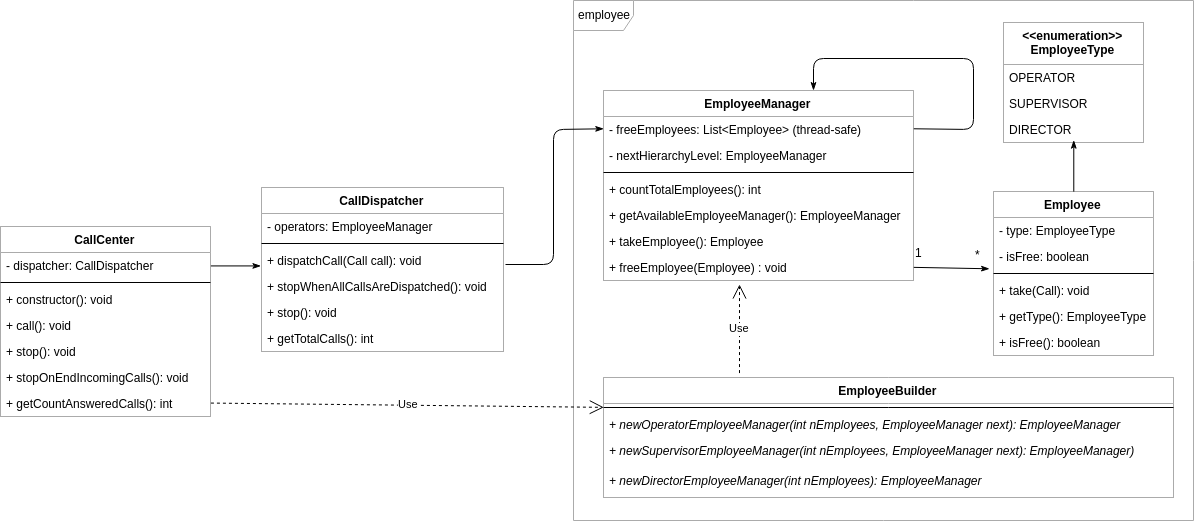 employee
<<enumeration>>
EmployeeType
OPERATOR
SUPERVISOR
DIRECTOR
EmployeeManager
- freeEmployees: List<Employee> (thread-safe)
- nextHierarchyLevel: EmployeeManager
+ countTotalEmployees(): int
+ getAvailableEmployeeManager(): EmployeeManager
+ takeEmployee(): Employee
+ freeEmployee(Employee) : void
CallDispatcher
- operators: EmployeeManager
+ dispatchCall(Call call): void
+ stopWhenAllCallsAreDispatched(): void
+ stop(): void
+ getTotalCalls(): int
CallCenter
- dispatcher: CallDispatcher
+ constructor(): void
+ call(): void
+ stop(): void
+ stopOnEndIncomingCalls(): void
+ getCountAnsweredCalls(): int
Employee
- type: EmployeeType
- isFree: boolean
+ take(Call): void
+ getType(): EmployeeType
+ isFree(): boolean
1
*
Use
Use
EmployeeBuilder
+ newOperatorEmployeeManager(int nEmployees, EmployeeManager next): EmployeeManager
+ newSupervisorEmployeeManager(int nEmployees, EmployeeManager next): EmployeeManager)
+ newDirectorEmployeeManager(int nEmployees): EmployeeManager